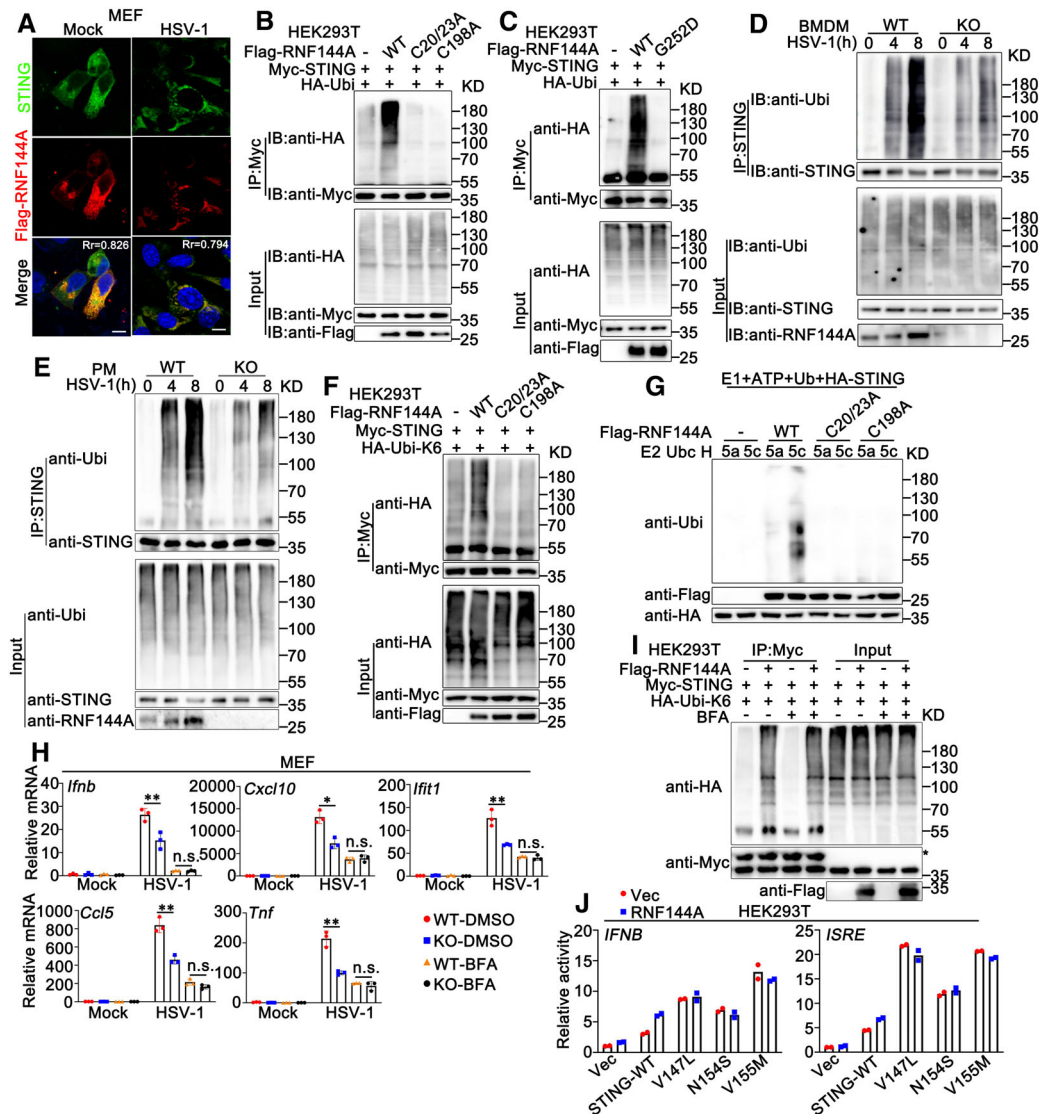 A
MEF
Mock HSV-1
STING
Flag-RNF144A
Merge
Rr=0.826 Rr=0.794
B
HEK293T
Flag-RNF144A - WT C20/23A C198A
Myc-STING + + + +
HA-Ubi + + + +
KD
IP:Myc
IB:anti-HA
180
130
100
70
55
IB:anti-Myc
35
Input
IB:anti-HA
180
130
100
70
55
IB:anti-Myc
35
IB:anti-Flag
25
C
HEK293T
Flag-RNF144A - WT G252D
Myc-STING + + +
HA-Ubi + + +
KD
IP:Myc
anti-HA
180
130
100
70
55
anti-Myc
35
Input
anti-HA
180
130
100
70
55
anti-Myc
35
anti-Flag
25
D
BMDM WT KO
HSV-1(h) 0 4 8 0 4 8 KD
IP:STING
IB:anti-Ubi
180
130
100
70
55
IB:anti-STING
35
Input
IB:anti-Ubi
180
130
100
70
55
IB:anti-STING
35
IB:anti-RNF144A
25
E
PM WT KO
HSV-1(h) 0 4 8 0 4 8 KD
IP:STING
anti-Ubi
180
130
100
70
55
anti-STING
35
Input
anti-Ubi
180
130
100
70
55
anti-STING
35
anti-RNF144A
25
F
HEK293T
Flag-RNF144A - WT C20/23A C198A
Myc-STING + + + +
HA-Ubi-K6 + + + +
KD
IP:Myc
anti-HA
180
130
100
70
55
anti-Myc
35
Input
anti-HA
180
130
100
70
55
anti-Myc
35
anti-Flag
25
G
E1+ATP+Ub+HA-STING
Flag-RNF144A - WT C20/23A C198A
E2 Ubc H 5a 5c 5a 5c 5a 5c 5a 5c KD
anti-Ubi
180
130
100
70
55
anti-Flag
25
anti-HA
35
H
MEF
Relative mRNA
Ifnb
40
30
20
10
0
**
n.s.
Mock HSV-1
Cxcl10
20000
15000
10000
5000
0
*
n.s.
Mock HSV-1
Ifit1
200
150
100
50
0
**
n.s.
Mock HSV-1
Relative mRNA
Ccl5
1000
800
600
400
200
0
**
n.s.
Mock HSV-1
Tnf
300
200
100
0
**
n.s.
Mock HSV-1
WT-DMSO
KO-DMSO
WT-BFA
KO-BFA
I
HEK293T IP:Myc Input
Flag-RNF144A - + - + - + - +
Myc-STING + + + + + + + +
HA-Ubi-K6 + + + + + + + +
BFA - - + + - - + +
KD
anti-HA
180
130
100
70
55
anti-Myc
*
35
anti-Flag
35
25
J
Vec
RNF144A
HEK293T
Relative activity
IFNB
20
15
10
5
0
Vec STING-WT V147L N154S V155M
ISRE
25
20
15
10
5
0
Vec STING-WT V147L N154S V155M